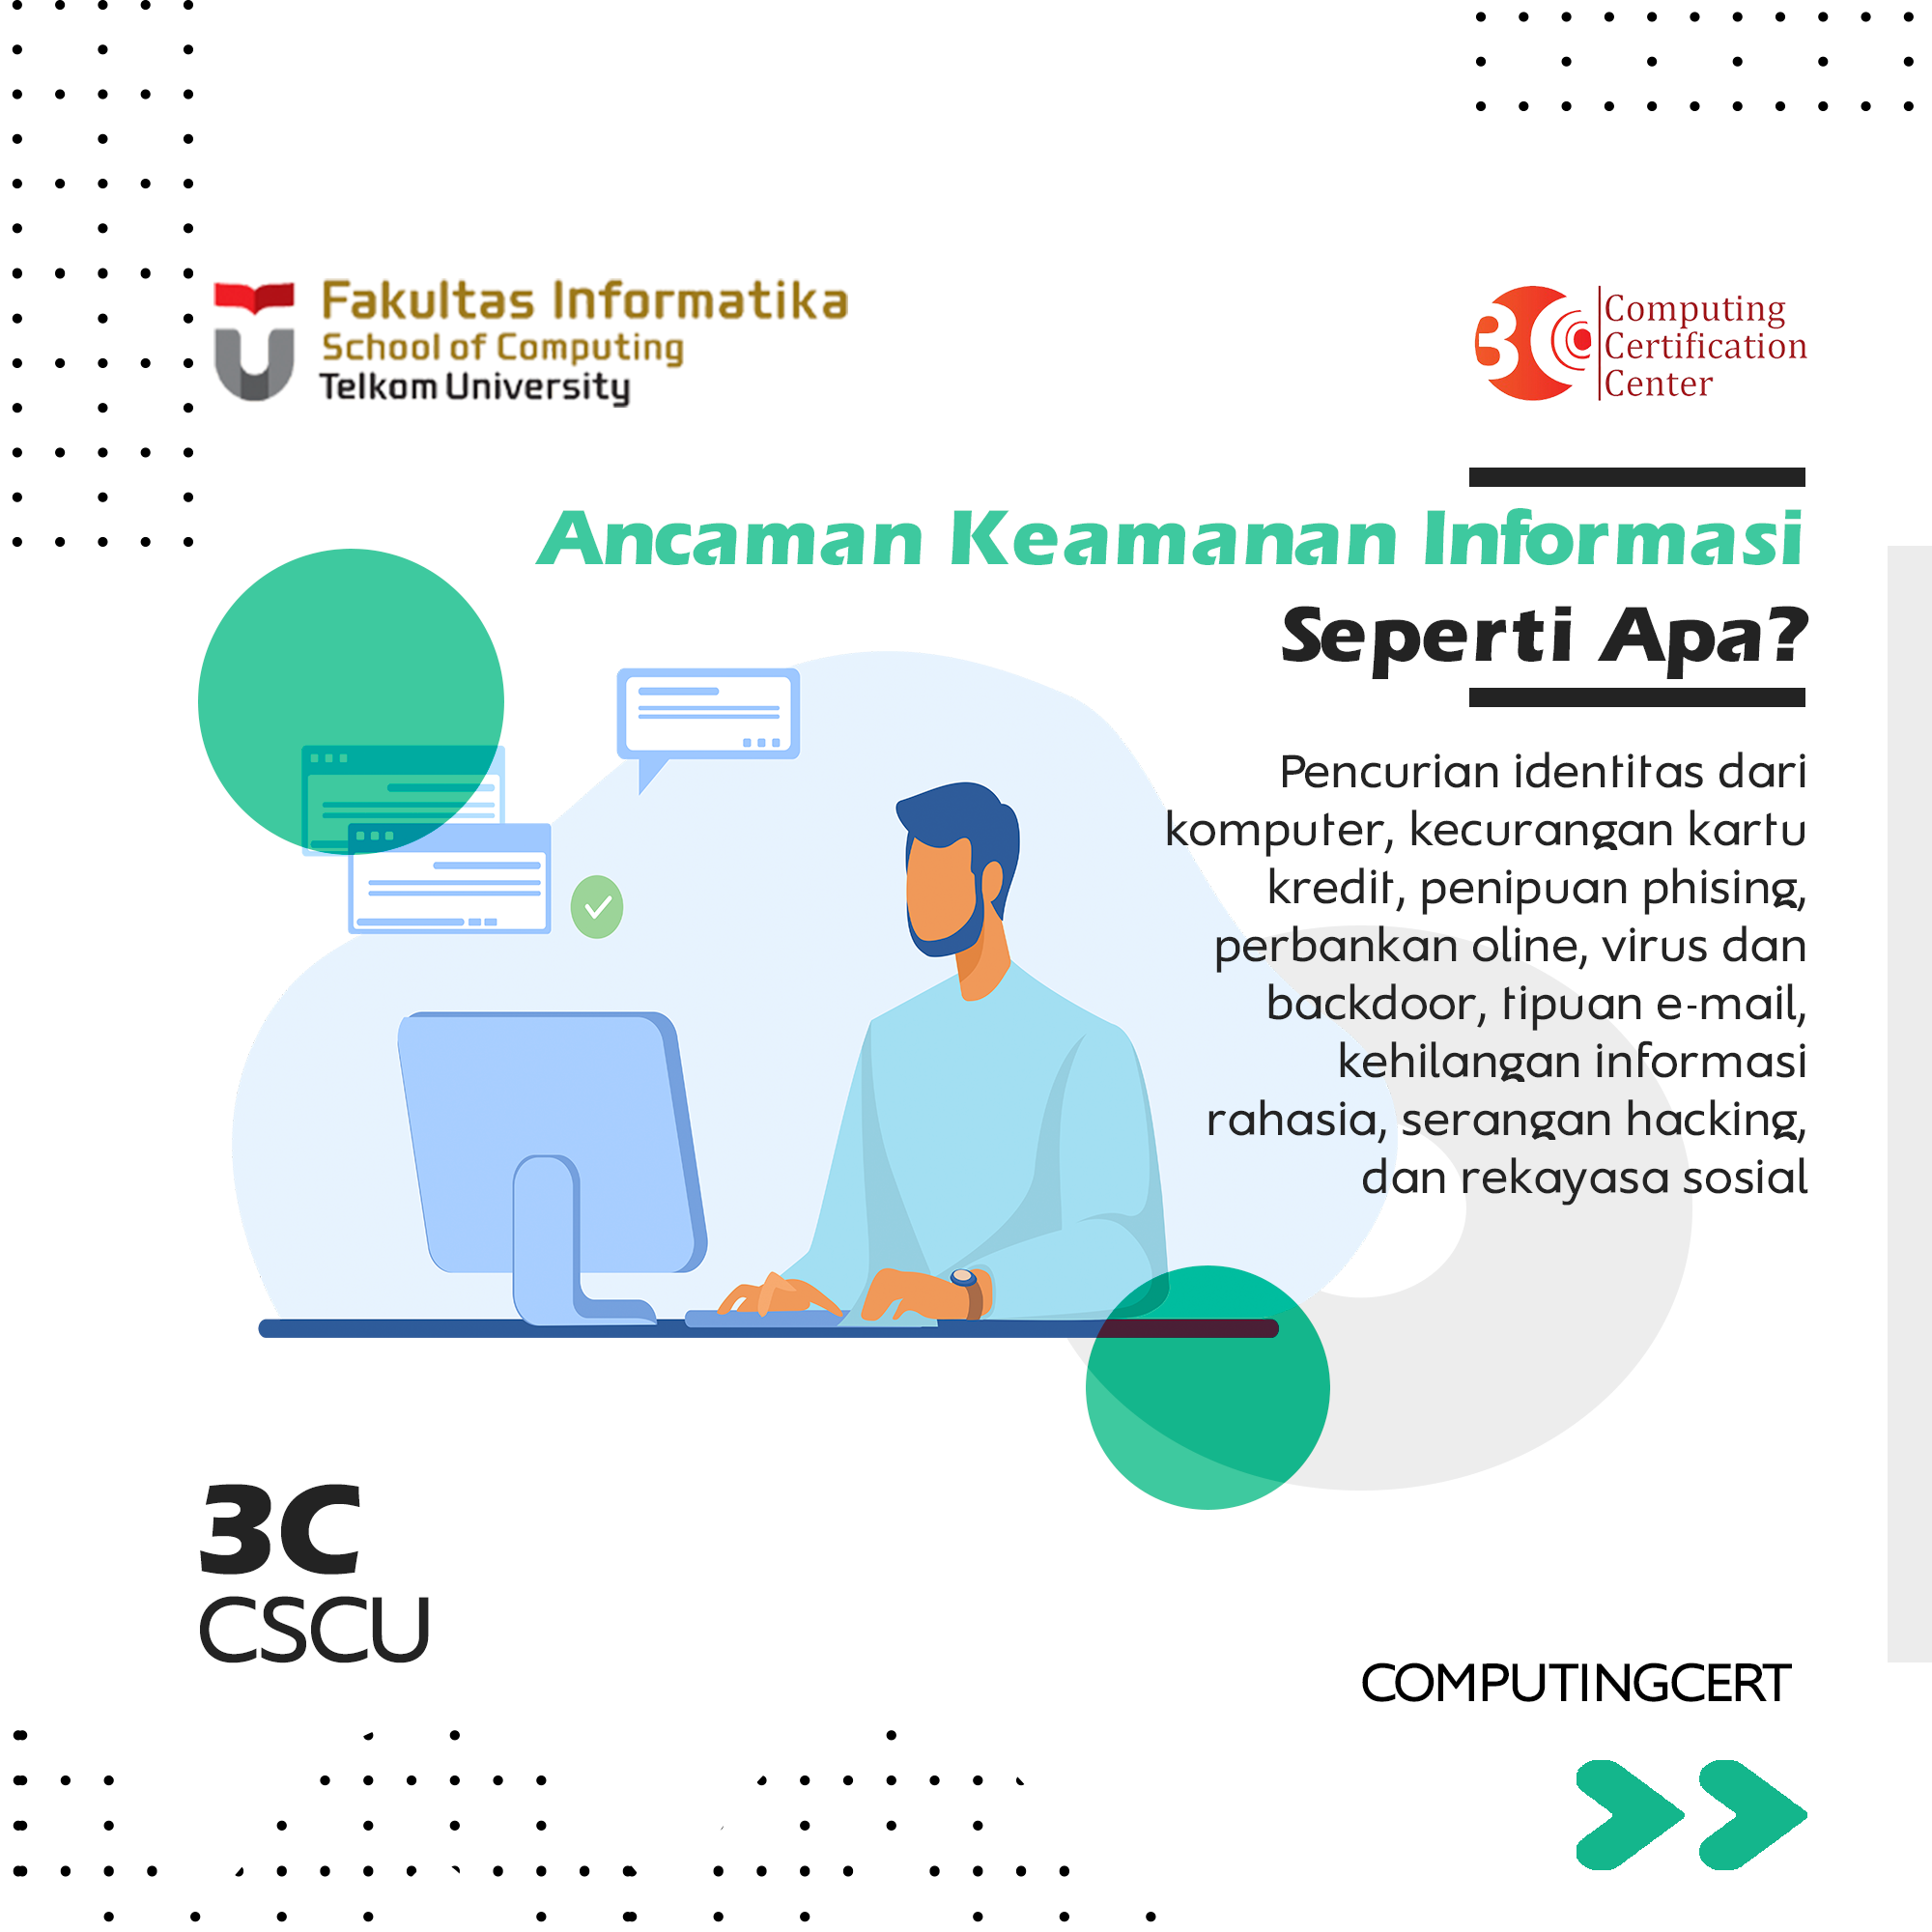 Fakultas Informatika
School of Computing
Telkom University
3C
Computing
Certification
Center
Ancaman Keamanan Informasi
Seperti Apa?
Pencurian identitas dari
komputer, kecurangan kartu
kredit, penipuan phising,
perbankan oline, virus dan
backdoor, tipuan e-mail,
kehilangan informasi
rahasia, serangan hacking,
dan rekayasa sosial
3C
CSCU
COMPUTINGCERT